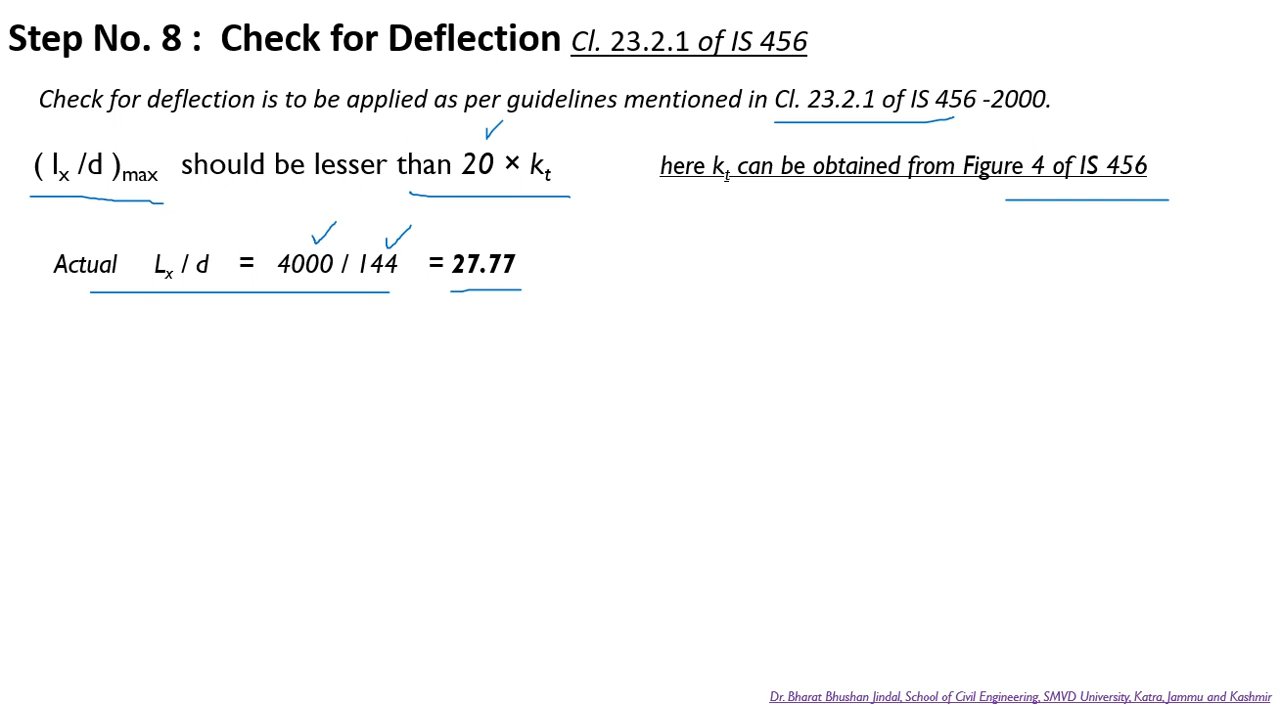 Step No. 8 : Check for Deflection Cl. 23.2.1 of IS 456
Check for deflection is to be applied as per guidelines mentioned in Cl. 23.2.1 of IS 456 -2000.
( lx /d )max should be lesser than 20 × kt here kt can be obtained from Figure 4 of IS 456
Actual Lx / d = 4000 / 144 = 27.77
Dr. Bharat Bhushan Jindal, School of Civil Engineering, SMVD University, Katra, Jammu and Kashmir